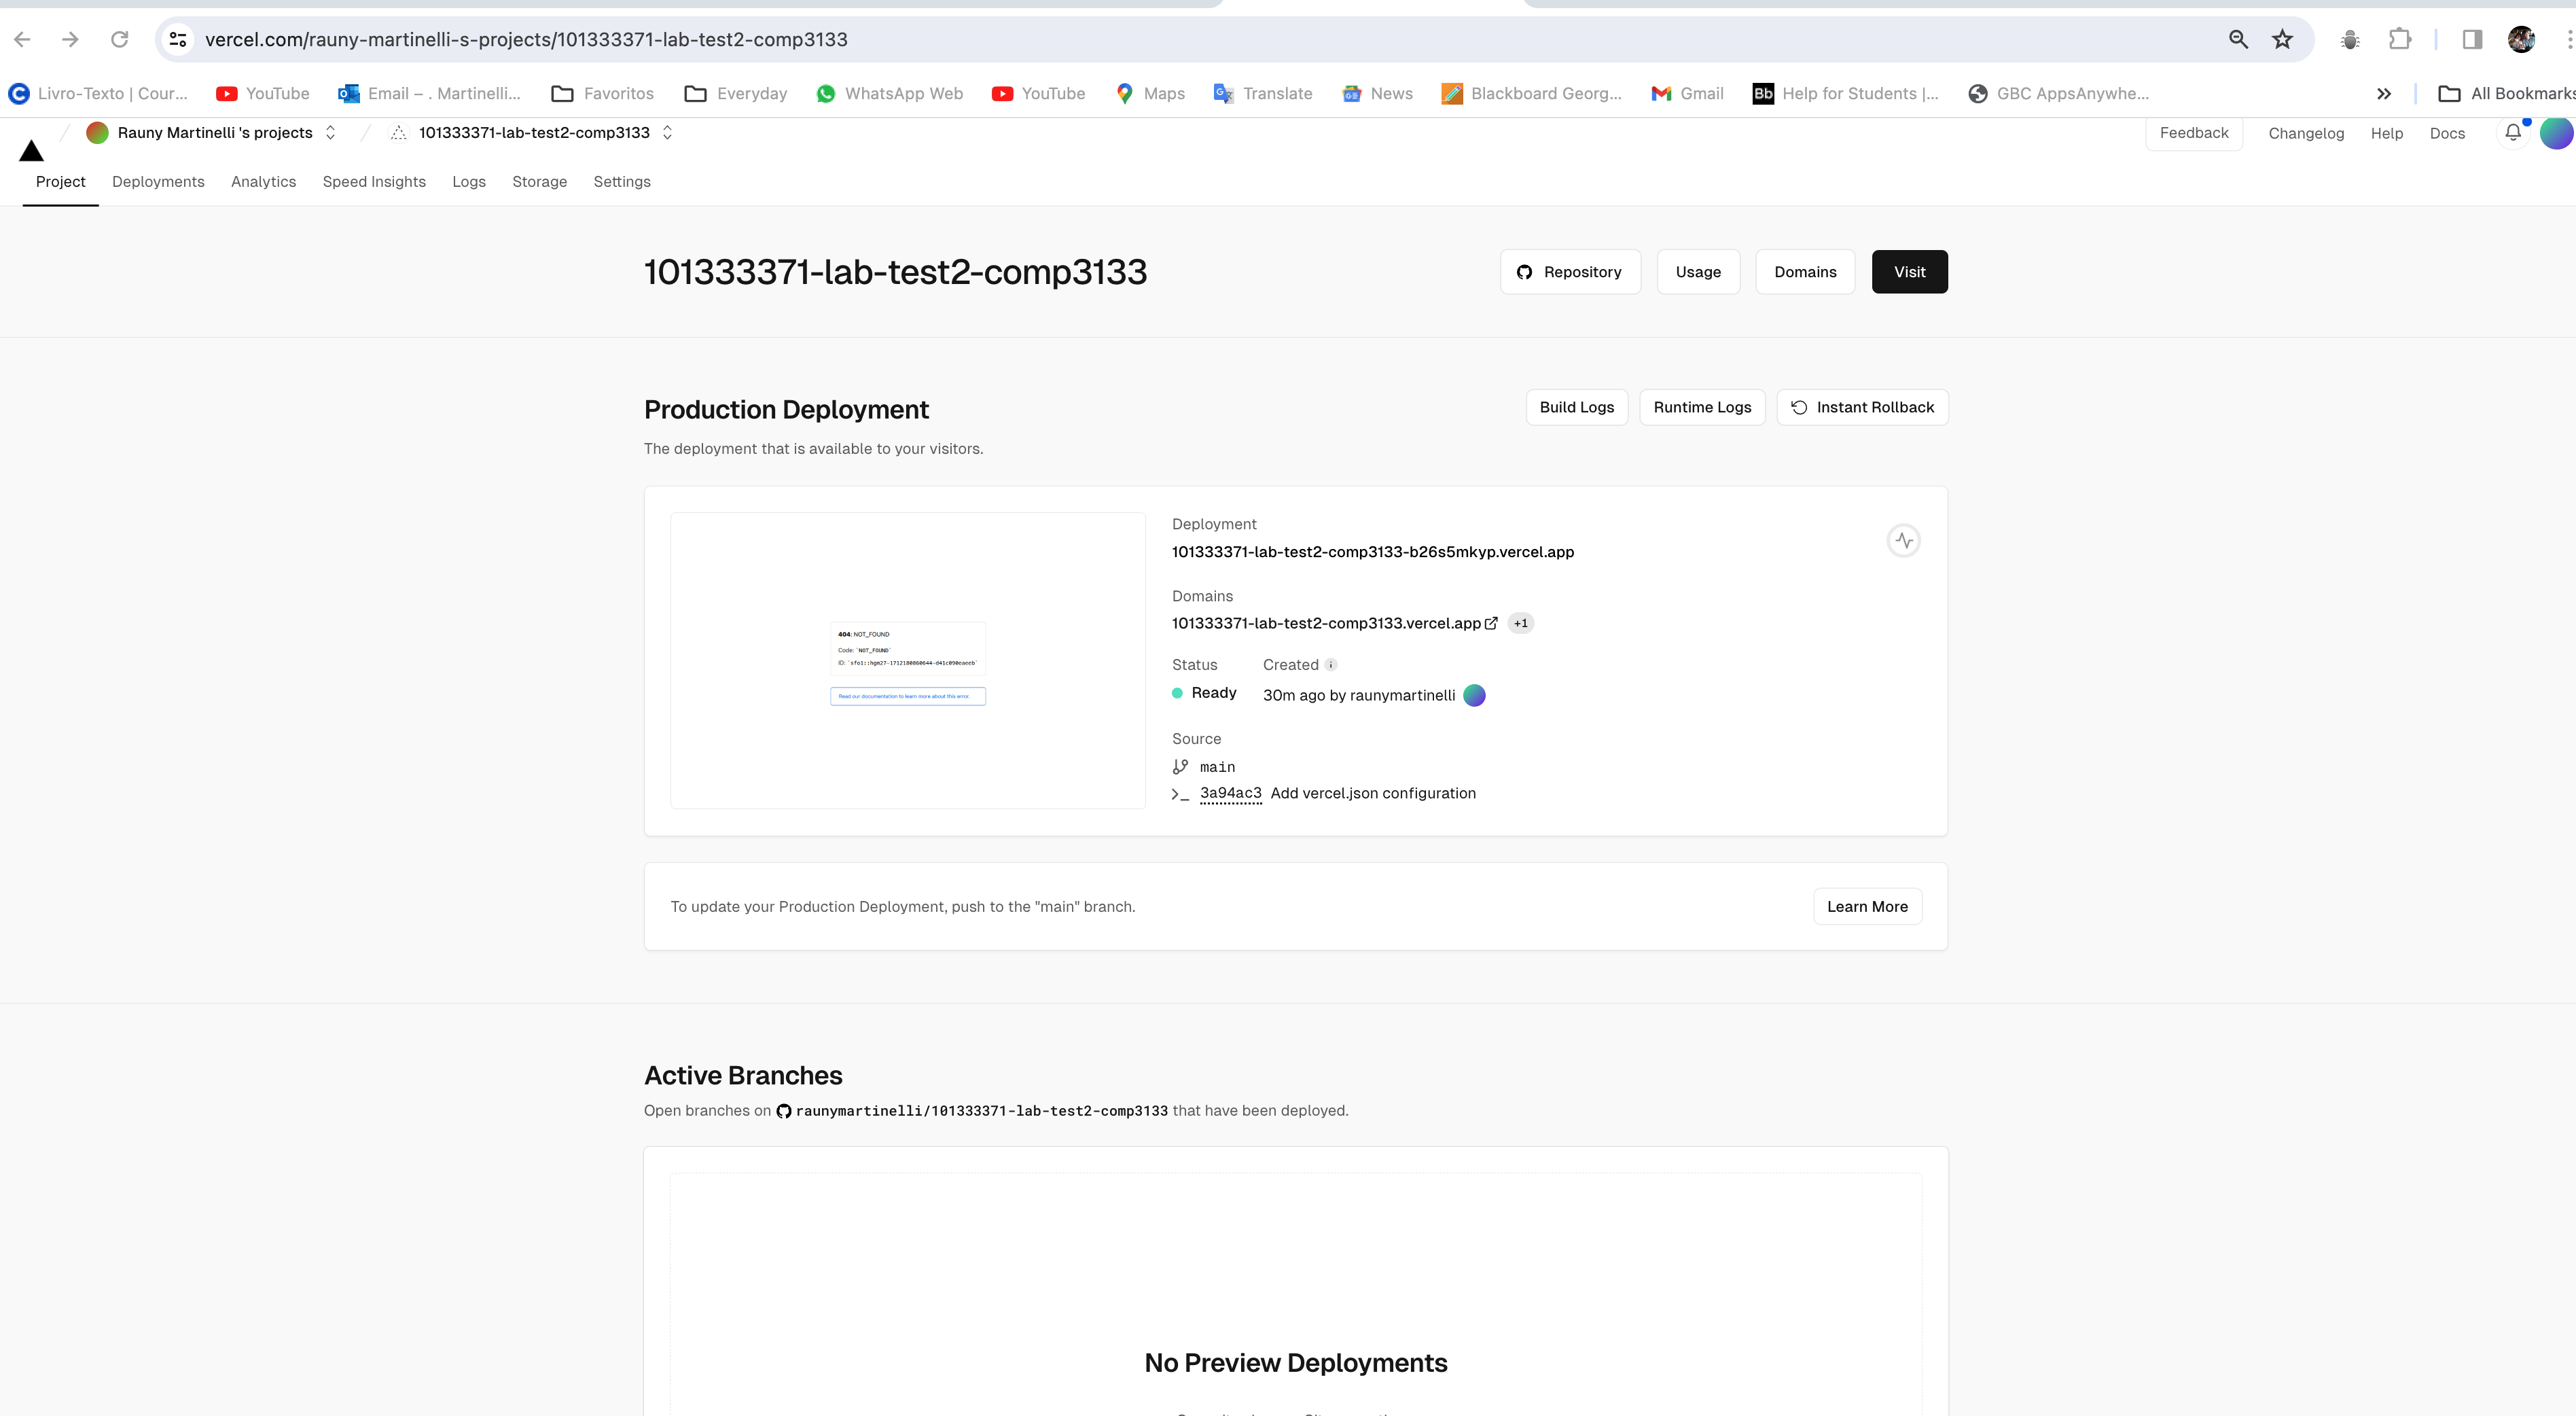 vercel.com/rauny-martinelli-s-projects/101333371-lab-test2-comp3133
Livro-Texto | Cour... YouTube Email – . Martinelli... Favoritos Everyday WhatsApp Web YouTube Maps Translate News Blackboard Georg... Gmail Bb Help for Students |... GBC AppsAnywhe... All Bookmarks
Rauny Martinelli 's projects 101333371-lab-test2-comp3133 Feedback Changelog Help Docs
Project Deployments Analytics Speed Insights Logs Storage Settings
101333371-lab-test2-comp3133 Repository Usage Domains Visit
Production Deployment Build Logs Runtime Logs Instant Rollback
The deployment that is available to your visitors.
404: NOT_FOUND
Code: `NOT_FOUND`
ID: `sfo1::hgm27-1712180860644-d41c090eaeeb`
Read our documentation to learn more about this error.
Deployment
101333371-lab-test2-comp3133-b26s5mkyp.vercel.app
Domains
101333371-lab-test2-comp3133.vercel.app +1
Status Created
Ready 30m ago by raunymartinelli
Source
main
3a94ac3 Add vercel.json configuration
To update your Production Deployment, push to the "main" branch. Learn More
Active Branches
Open branches on raunymartinelli/101333371-lab-test2-comp3133 that have been deployed.
No Preview Deployments